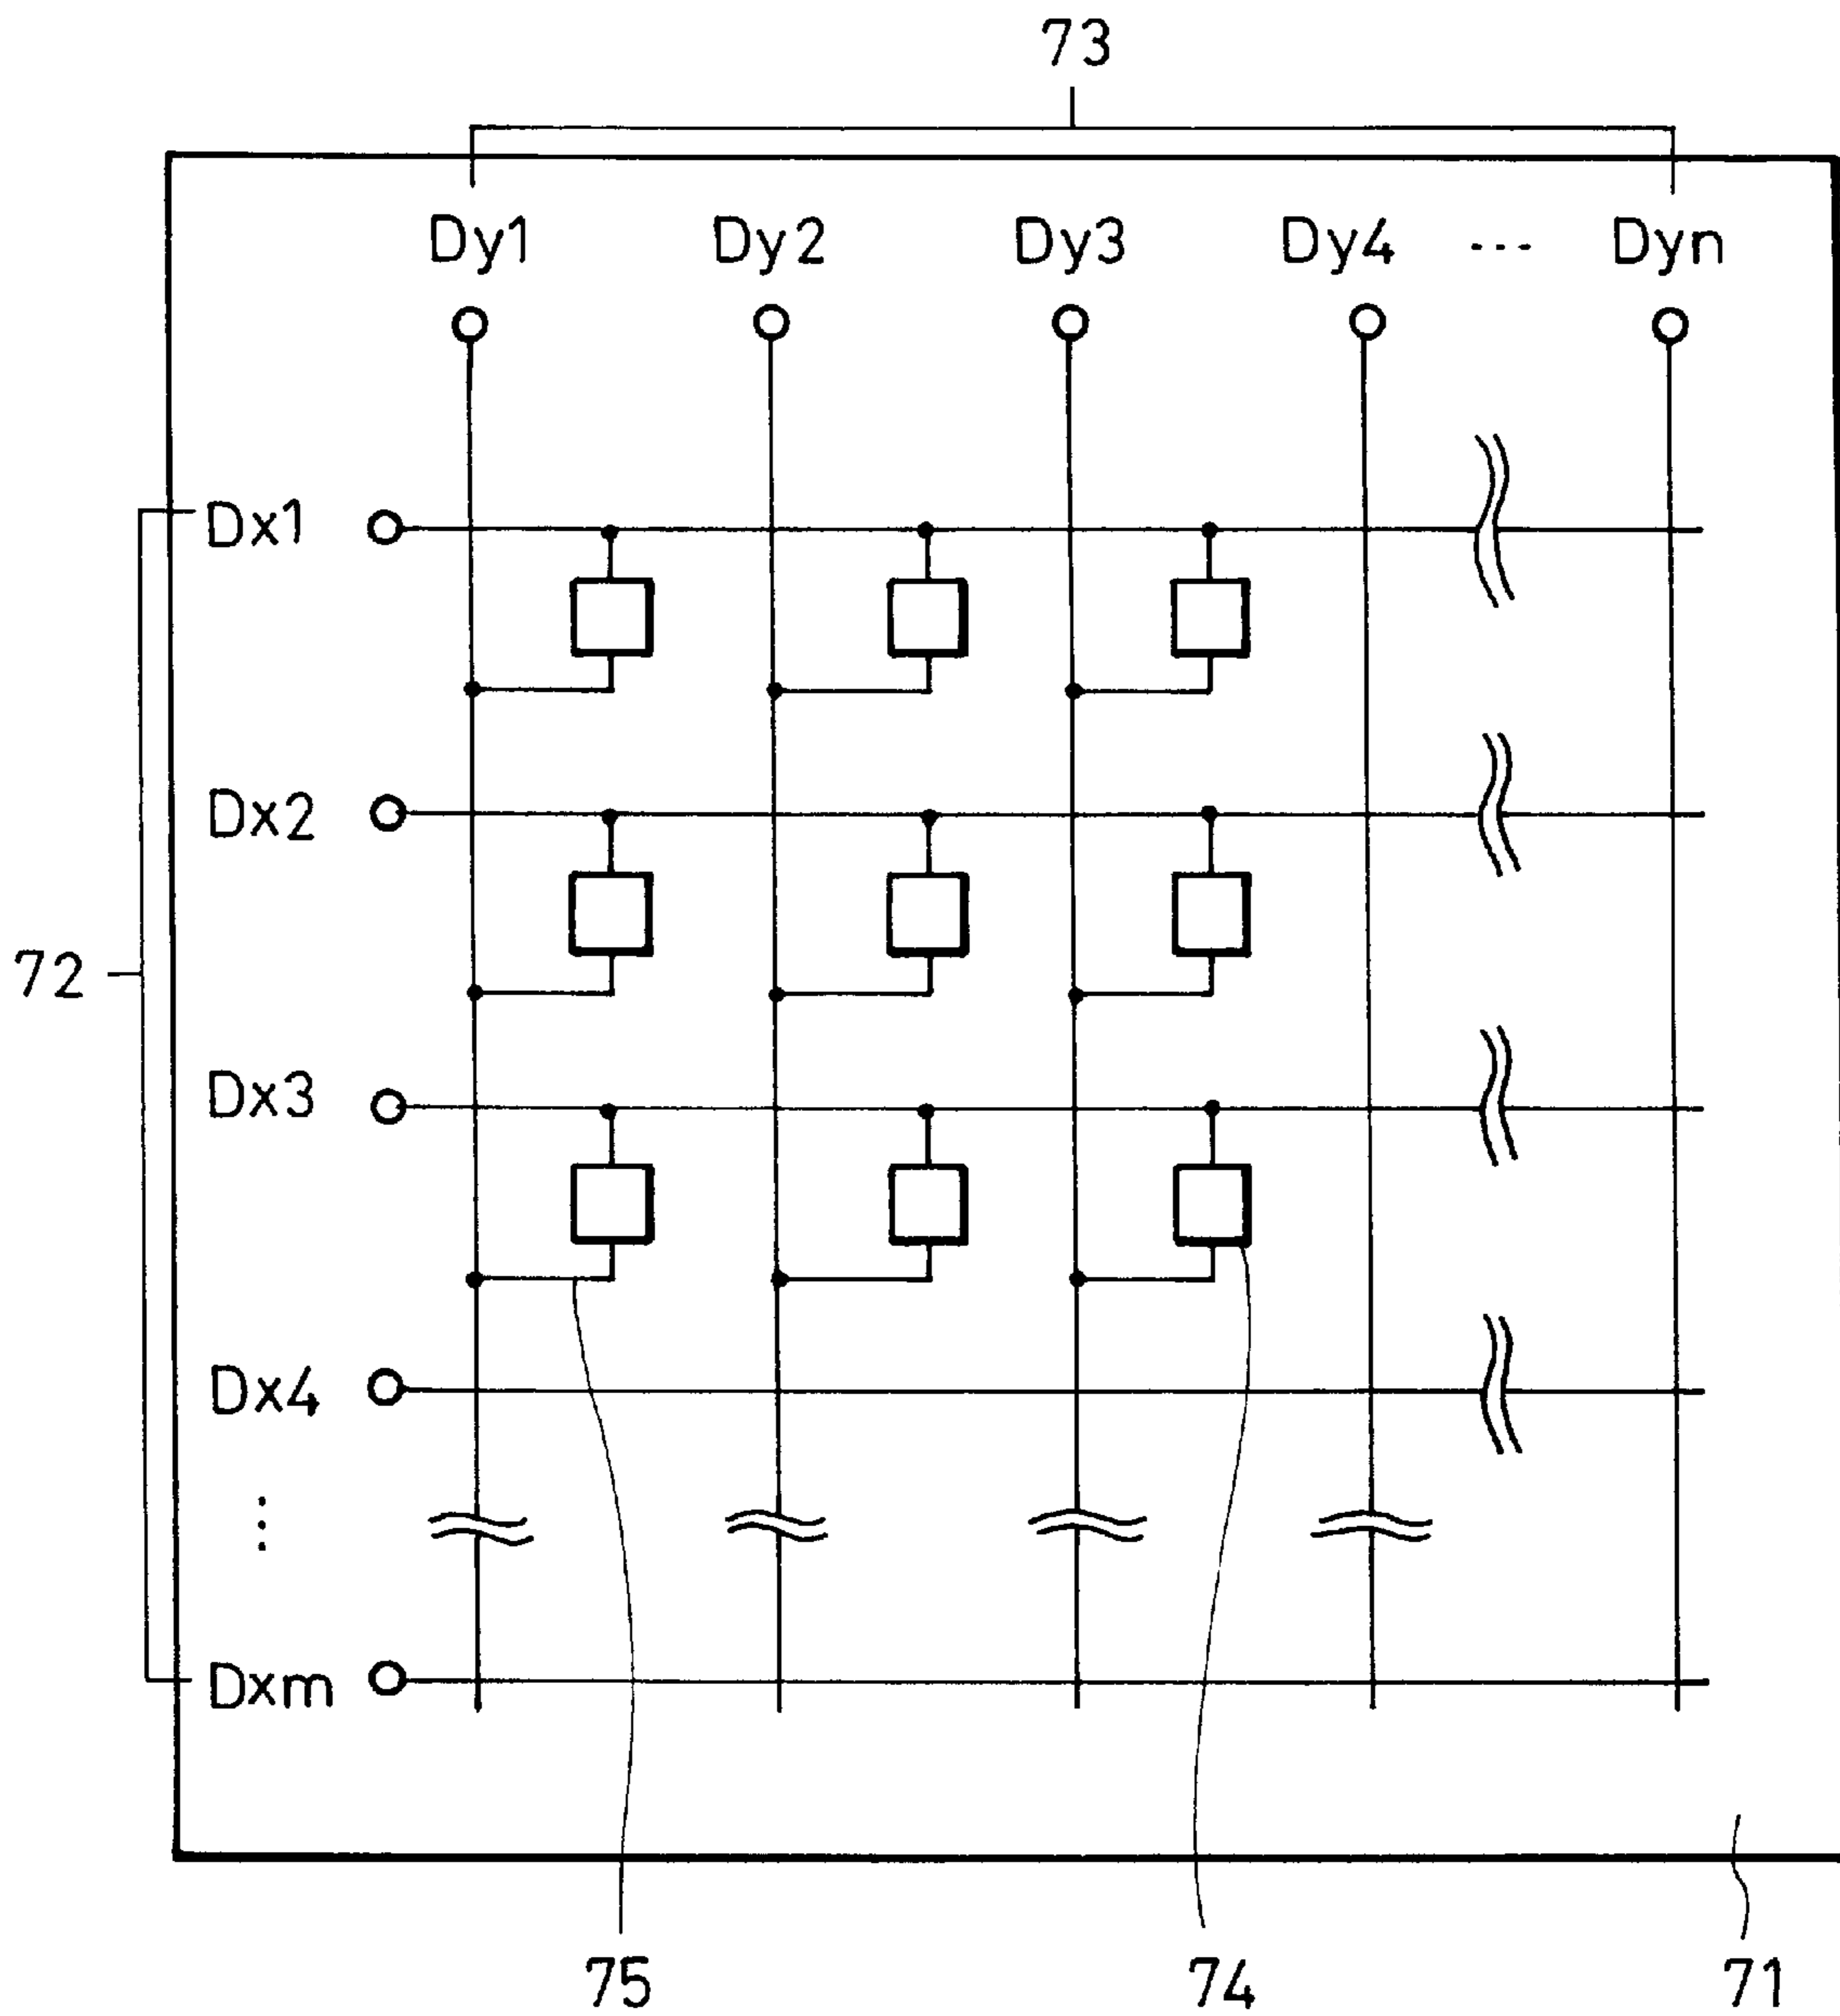 73
Dy1 Dy2 Dy3 Dy4 ... Dyn
Dx1
Dx2
72
Dx3
Dx4
⋮
Dxm
75 74 71